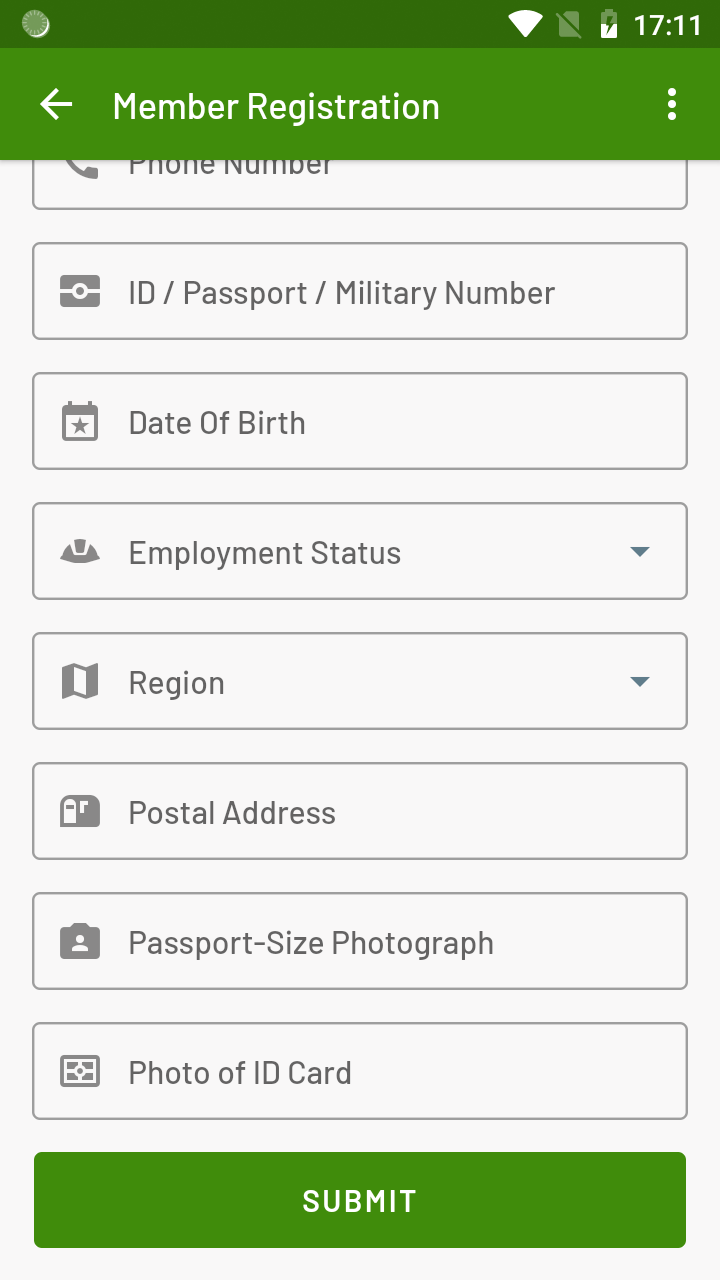 17:11
Member Registration
Phone Number
ID / Passport / Military Number
Date Of Birth
Employment Status
Region
Postal Address
Passport-Size Photograph
Photo of ID Card
SUBMIT